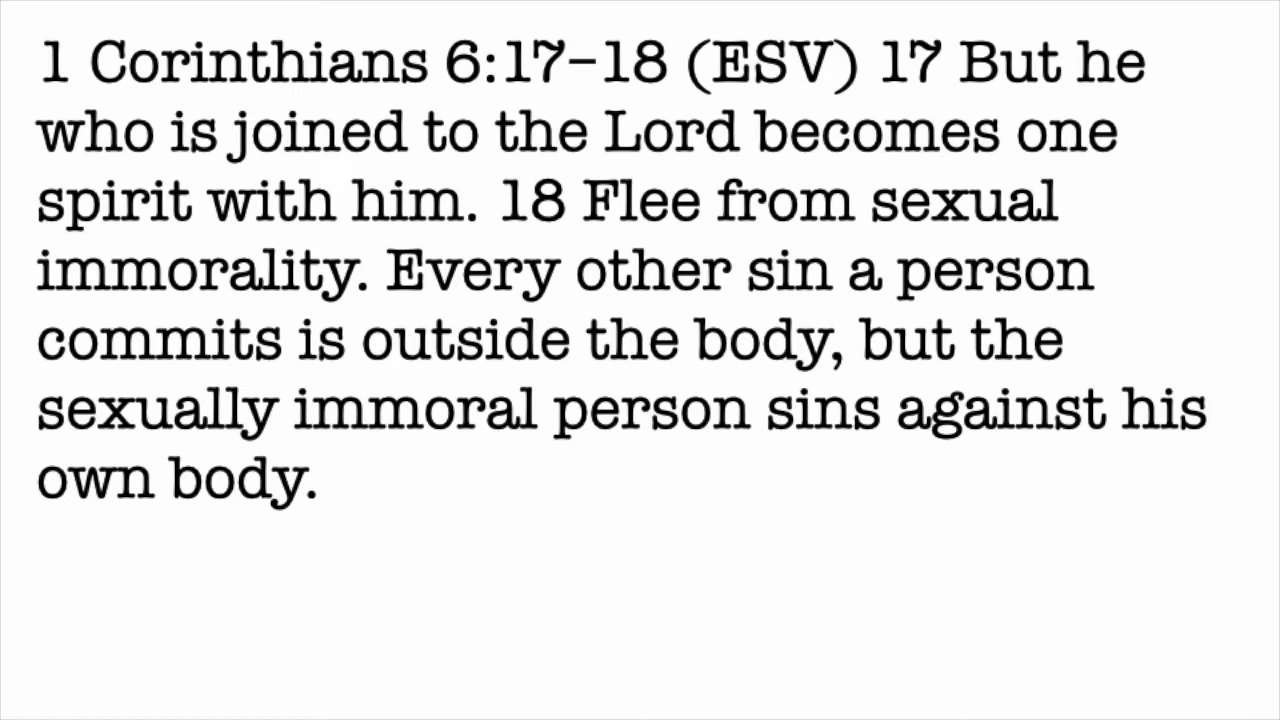 1 Corinthians 6:17–18 (ESV) 17 But he
who is joined to the Lord becomes one
spirit with him. 18 Flee from sexual
immorality. Every other sin a person
commits is outside the body, but the
sexually immoral person sins against his
own body.